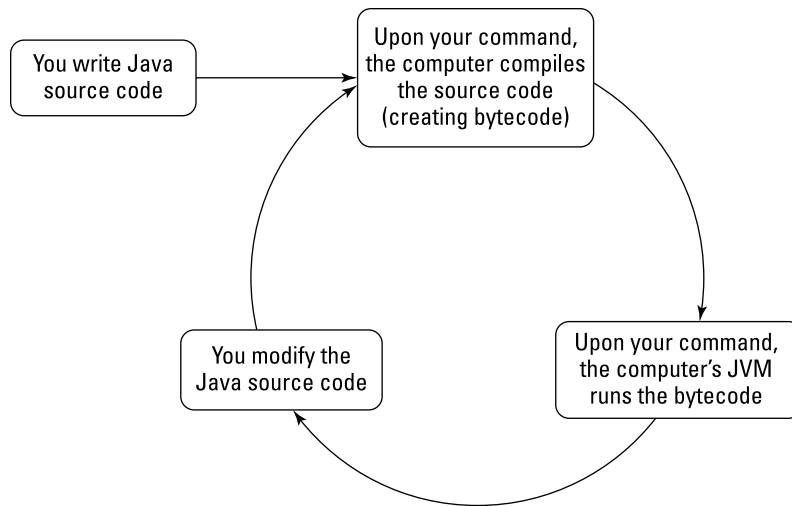 You write Java
source code
Upon your command,
the computer compiles
the source code
(creating bytecode)
Upon your command,
the computer's JVM
runs the bytecode
You modify the
Java source code